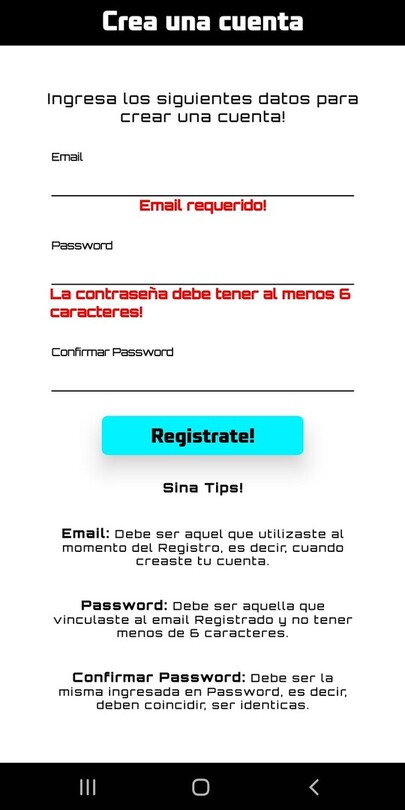 Crea una cuenta
Ingresa los siguientes datos para
crear una cuenta!
Email
Email requerido!
Password
La contraseña debe tener al menos 6
caracteres!
Confirmar Password
Registrate!
Sina Tips!
Email: Debe ser aquel que utilizaste al
momento del Registro, es decir, cuando
creaste tu cuenta.
Password: Debe ser aquella que
vinculaste al email Registrado y no tener
menos de 6 caracteres.
Confirmar Password: Debe ser la
misma ingresada en Password, es decir,
deben coincidir, ser identicas.